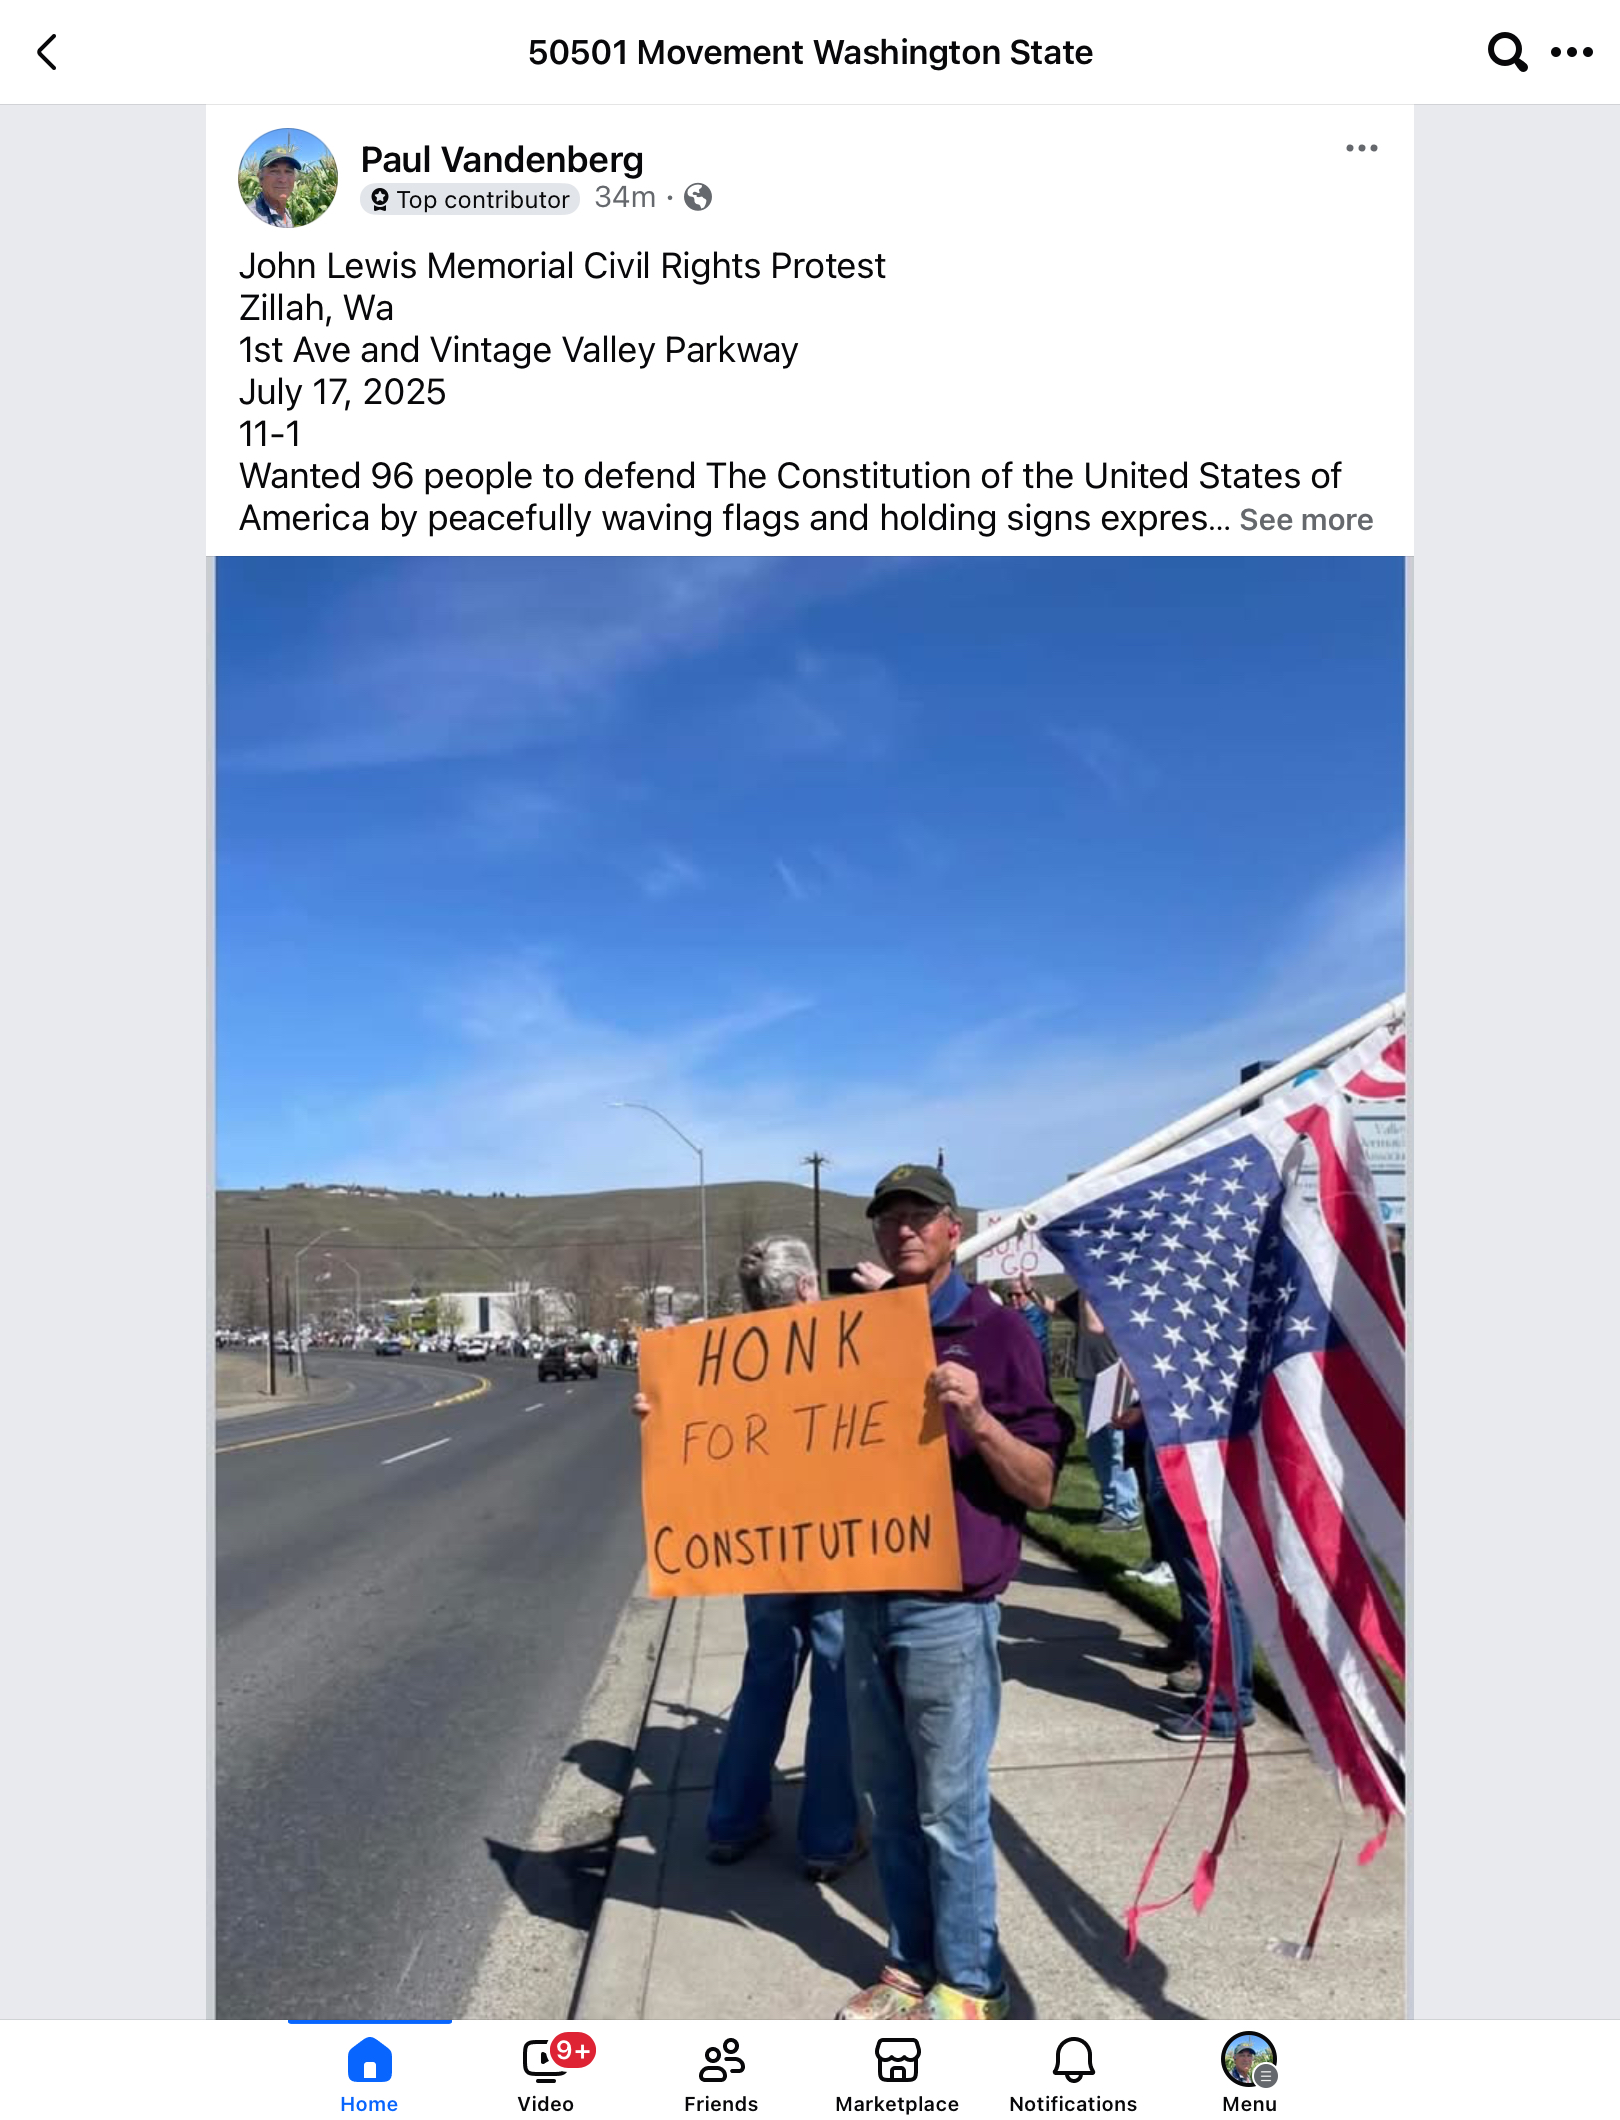 50501 Movement Washington State
Paul Vandenberg
Top contributor 34m ·
John Lewis Memorial Civil Rights Protest
Zillah, Wa
1st Ave and Vintage Valley Parkway
July 17, 2025
11-1
Wanted 96 people to defend The Constitution of the United States of
America by peacefully waving flags and holding signs expres... See more
GO
HONK
FOR THE
CONSTITUTION
9+
Home Video Friends Marketplace Notifications Menu